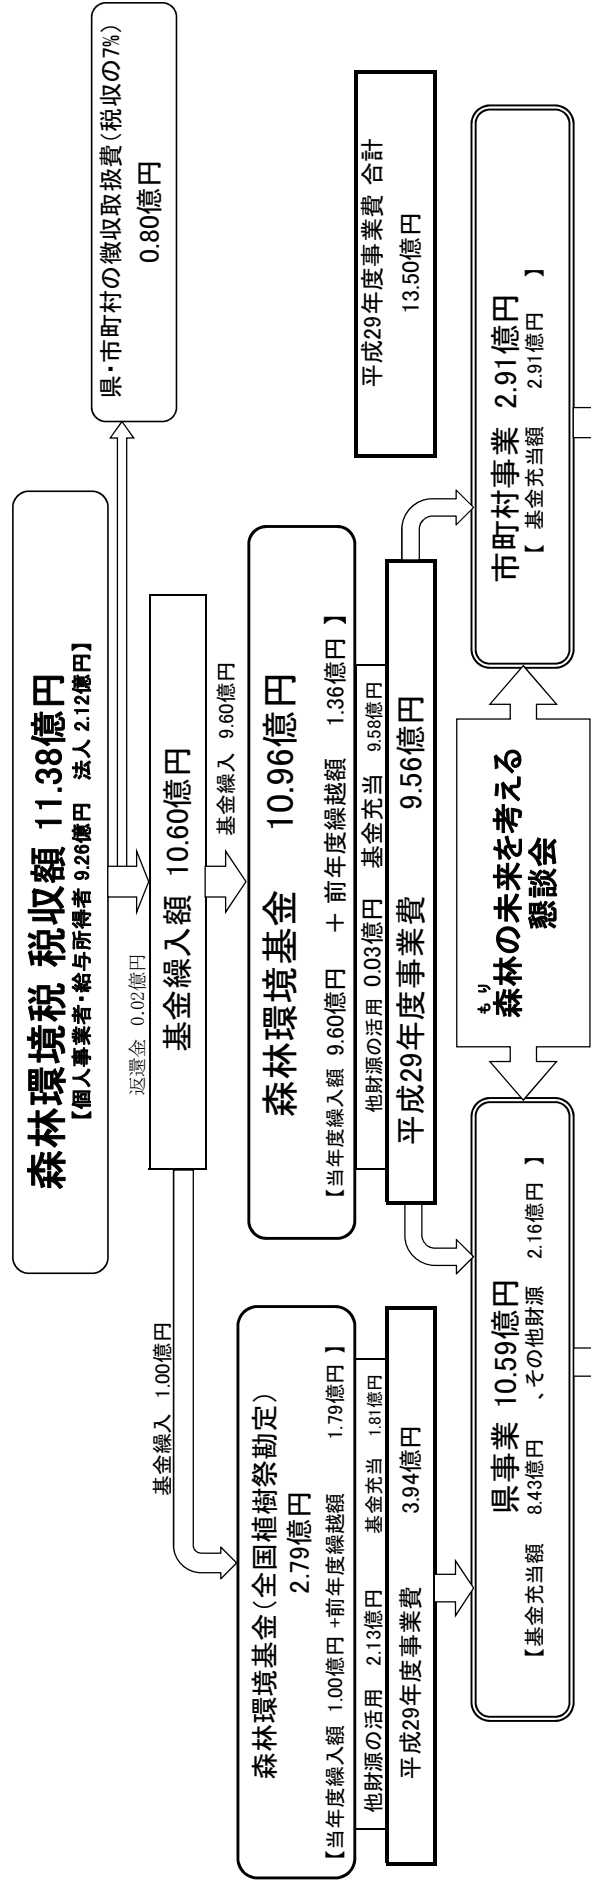 森林環境税 税収額 11.38億円
【個人事業者・給与所得者 9.26億円 法人 2.12億円】
県・市町村の徴収取扱費(税収の7%)
0.80億円
返還金 0.02億円
基金繰入額 10.60億円
基金繰入 1.00億円
基金繰入 9.60億円
森林環境基金(全国植樹祭勘定)
2.79億円
【当年度繰入額 1.00億円+前年度繰越額 1.79億円】
他財源の活用 2.13億円 基金充当 1.81億円
平成29年度事業費 3.94億円
森林環境基金 10.96億円
【当年度繰入額 9.60億円 + 前年度繰越額 1.36億円】
他財源の活用 0.03億円 基金充当 9.58億円
平成29年度事業費 9.56億円
平成29年度事業費 合計
13.50億円
県事業 10.59億円
【基金充当額 8.43億円 、その他財源 2.16億円】
もり
森林の未来を考える
懇談会
市町村事業 2.91億円
【 基金充当額 2.91億円 】